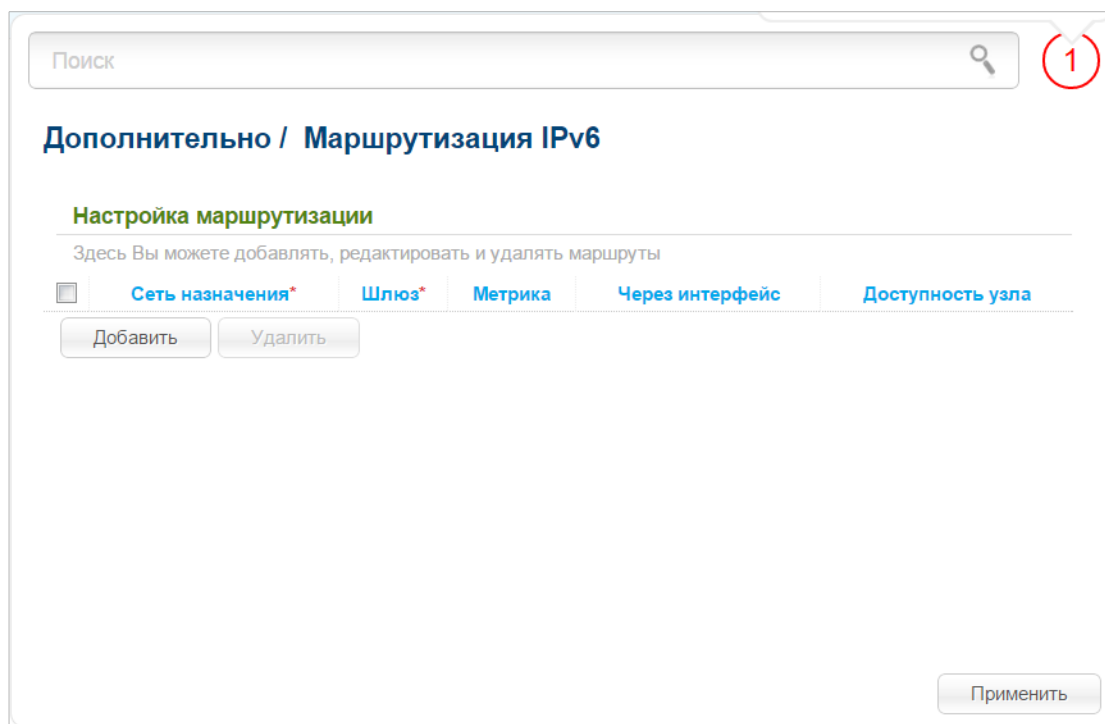 Поиск
1
Дополнительно / Маршрутизация IPv6
Настройка маршрутизации
Здесь Вы можете добавлять, редактировать и удалять маршруты
Сеть назначения* Шлюз* Метрика Через интерфейс Доступность узла
Добавить Удалить
Применить